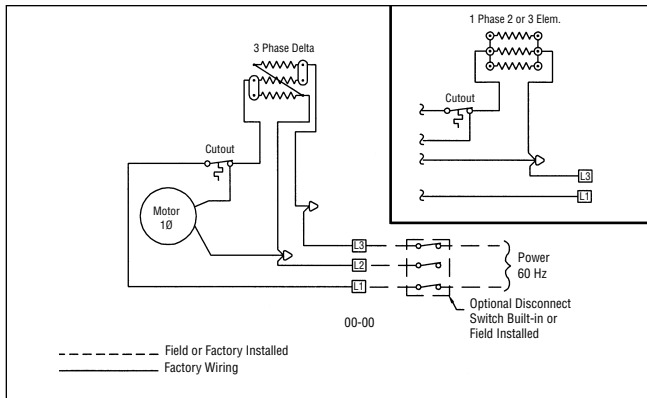 1 Phase 2 or 3 Elem.
3 Phase Delta
Cutout
Cutout
Motor
1Ø
L3
L1
L3
L2
L1
Power
60 Hz
Optional Disconnect
Switch Built-in or
Field Installed
00-00
Field or Factory Installed
Factory Wiring